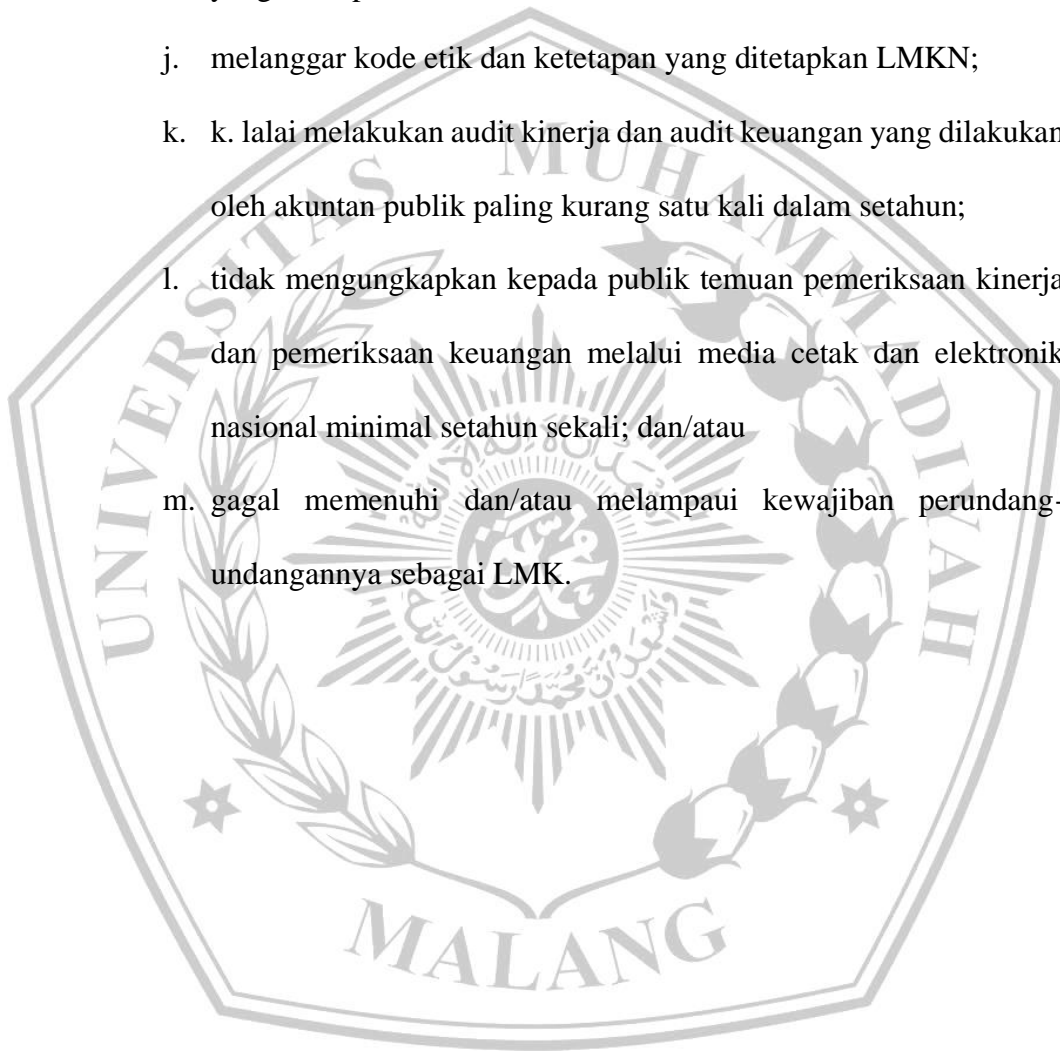 j. melanggar kode etik dan ketetapan yang ditetapkan LMKN;
k. k. lalai melakukan audit kinerja dan audit keuangan yang dilakukan
oleh akuntan publik paling kurang satu kali dalam setahun;
l. tidak mengungkapkan kepada publik temuan pemeriksaan kinerja
dan pemeriksaan keuangan melalui media cetak dan elektronik
nasional minimal setahun sekali; dan/atau
m. gagal memenuhi dan/atau melampaui kewajiban perundang-
undangannya sebagai LMK.
UNIVERSITAS MUHAMMADIYAH
MALANG